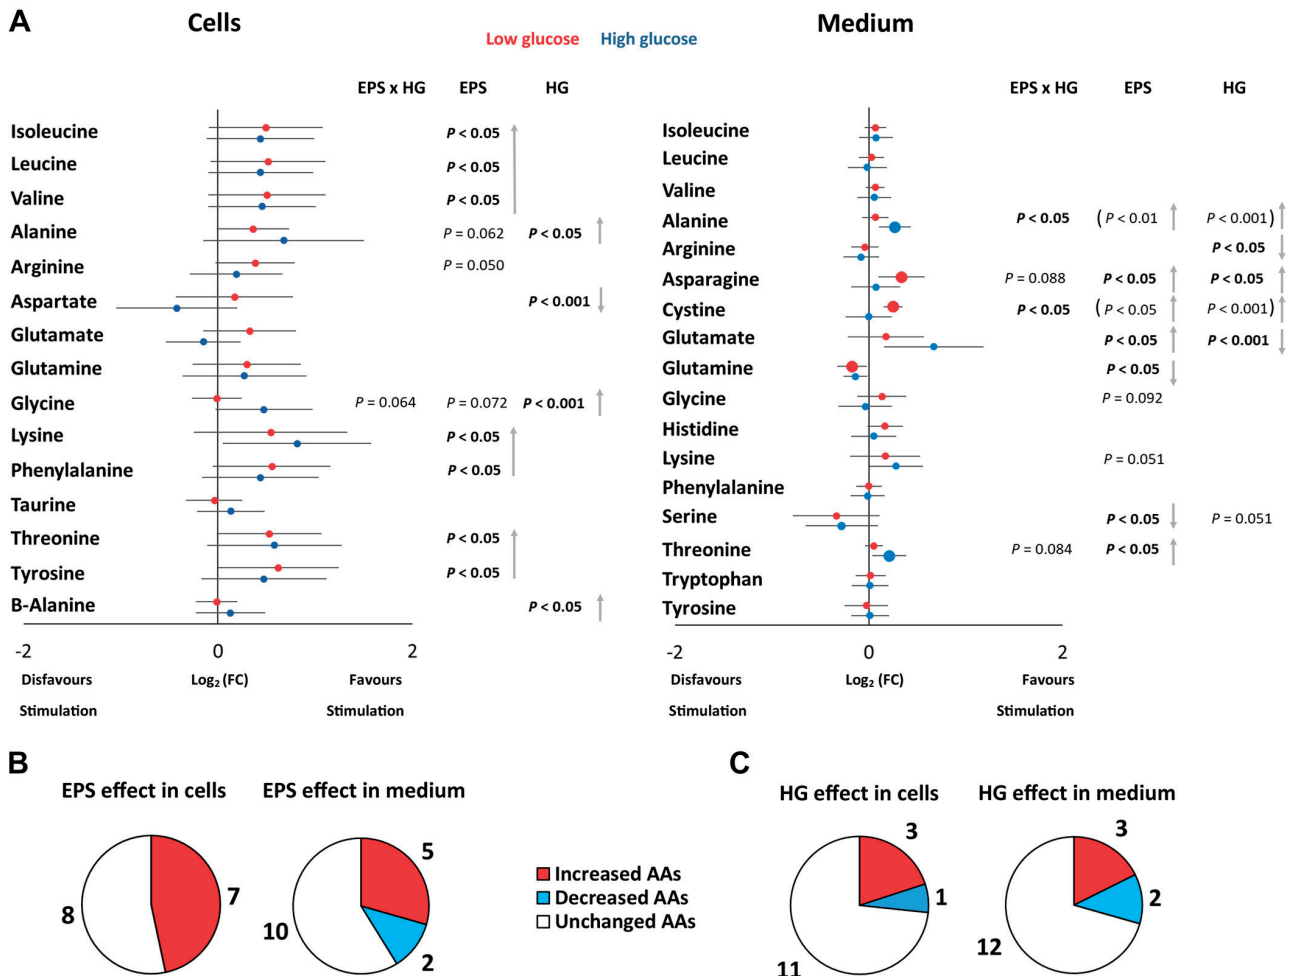 A
Cells
Medium
Low glucose High glucose
EPS x HG EPS HG
EPS x HG EPS HG
Isoleucine P < 0.05
Leucine P < 0.05
Valine P < 0.05
Alanine P = 0.062 P < 0.05
Arginine P = 0.050
Aspartate P < 0.001
Glutamate
Glutamine
Glycine P = 0.064 P = 0.072 P < 0.001
Lysine P < 0.05
Phenylalanine P < 0.05
Taurine
Threonine P < 0.05
Tyrosine P < 0.05
B-Alanine P < 0.05
-2 0 2
Disfavours Log2 (FC) Favours
Stimulation Stimulation
Isoleucine
Leucine
Valine
Alanine P < 0.05 (P < 0.01 P < 0.001)
Arginine P < 0.05
Asparagine P = 0.088 P < 0.05 P < 0.05
Cystine P < 0.05 (P < 0.05 P < 0.001)
Glutamate P < 0.05 P < 0.001
Glutamine P < 0.05
Glycine P = 0.092
Histidine
Lysine P = 0.051
Phenylalanine
Serine P < 0.05 P = 0.051
Threonine P = 0.084 P < 0.05
Tryptophan
Tyrosine
-2 0 2
Disfavours Log2 (FC) Favours
Stimulation Stimulation
B
EPS effect in cells EPS effect in medium
8 7
5
10
2
Increased AAs
Decreased AAs
Unchanged AAs
C
HG effect in cells HG effect in medium
3
1
11
3
2
12